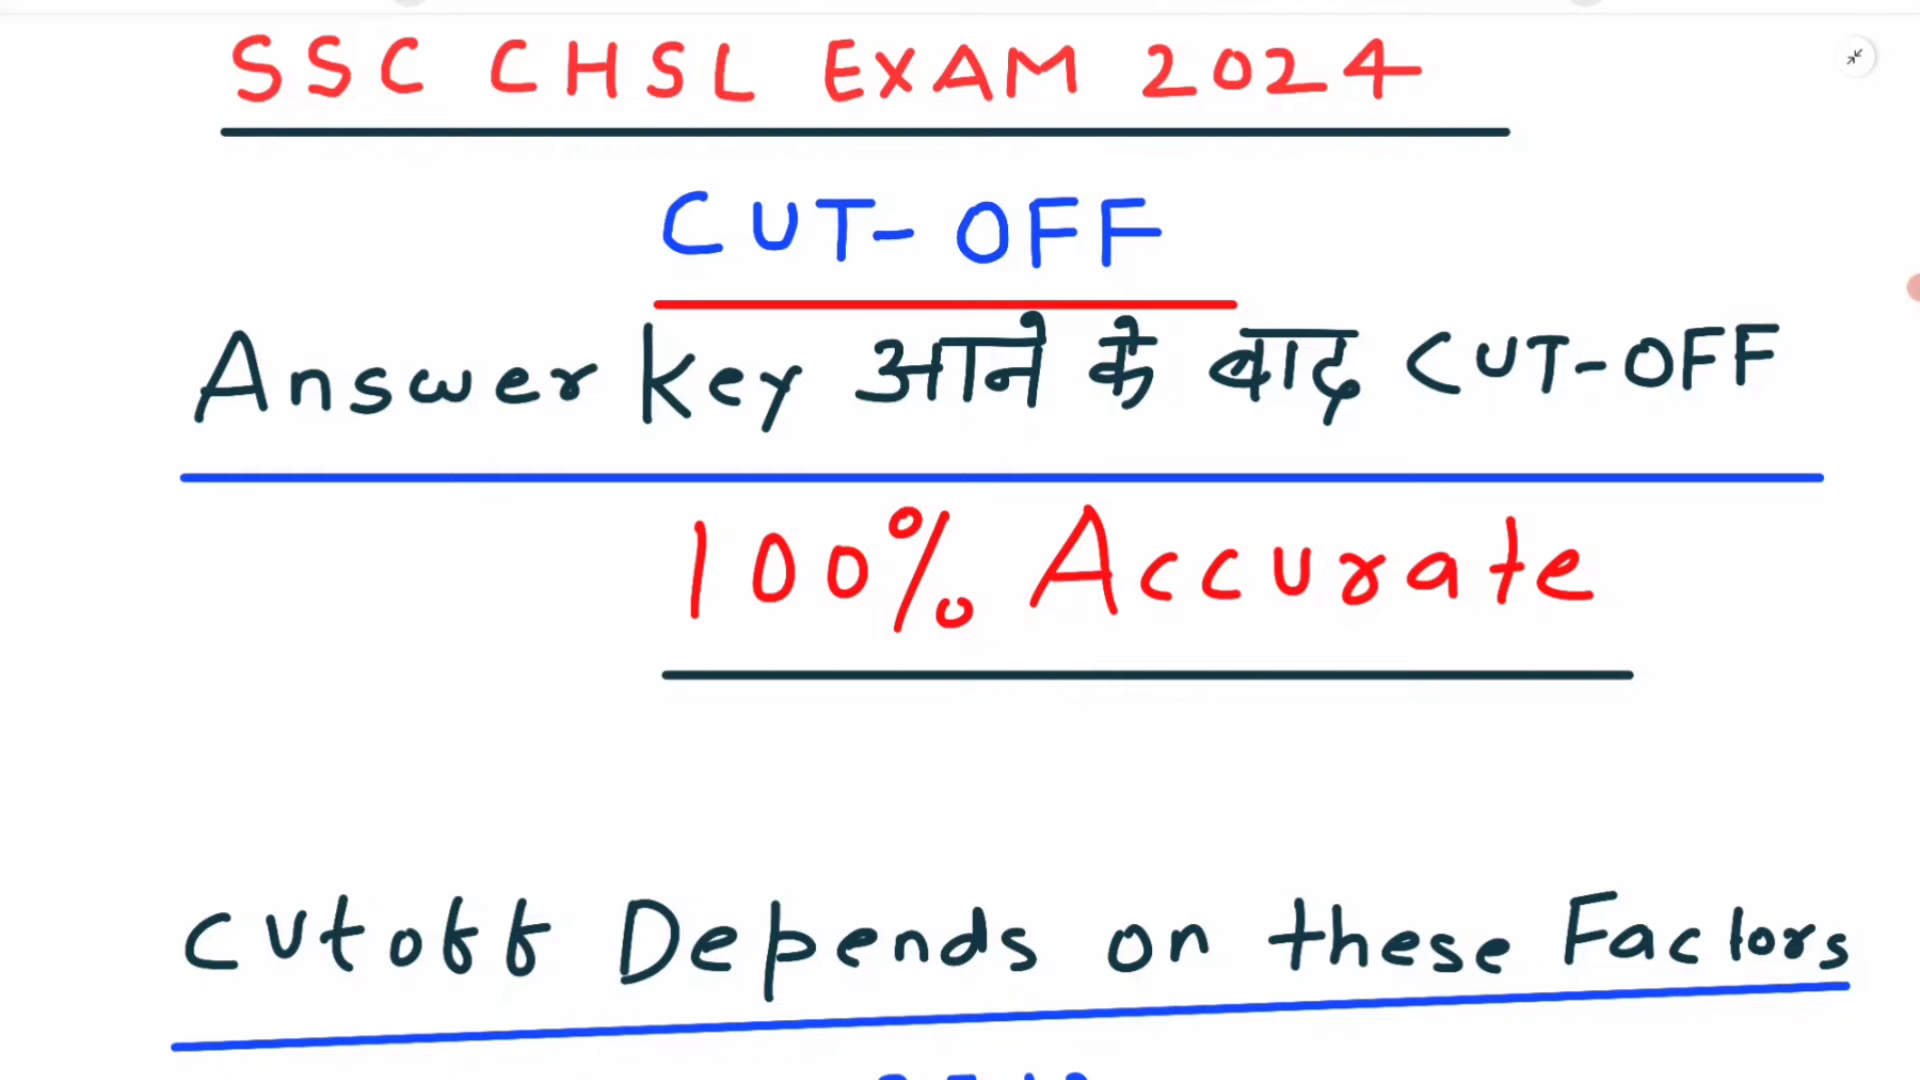 SSC CHSL EXAM 2024
CUT-OFF
Answer key आने के बाद CUT-OFF
100% Accurate
Cutoff Depends on these Factors